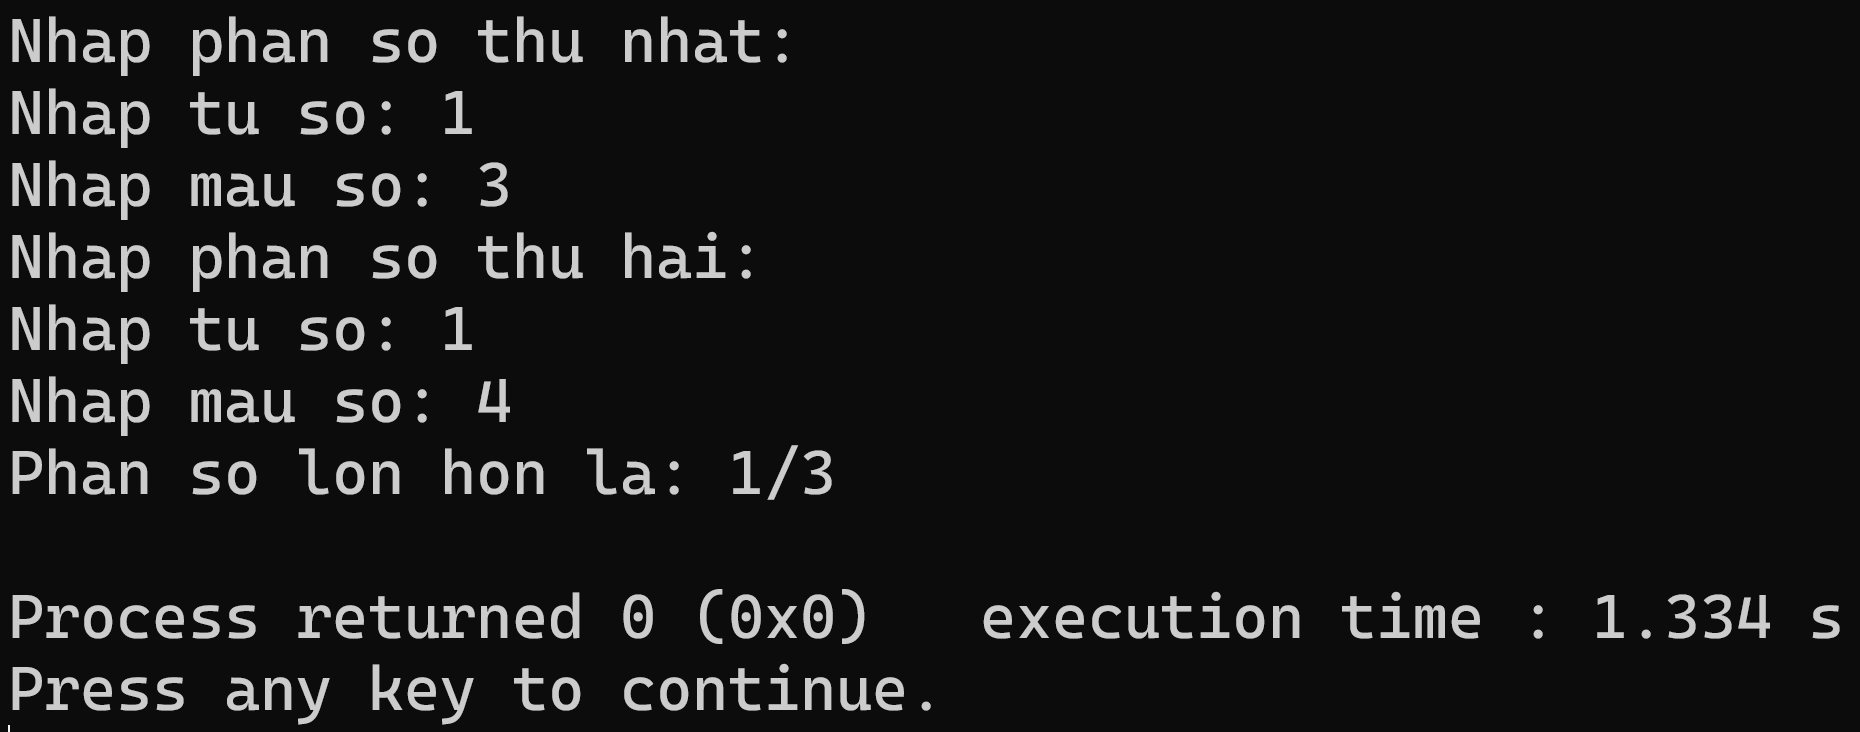 Nhap phan so thu nhat:
Nhap tu so: 1
Nhap mau so: 3
Nhap phan so thu hai:
Nhap tu so: 1
Nhap mau so: 4
Phan so lon hon la: 1/3
Process returned 0 (0x0)   execution time : 1.334 s
Press any key to continue.